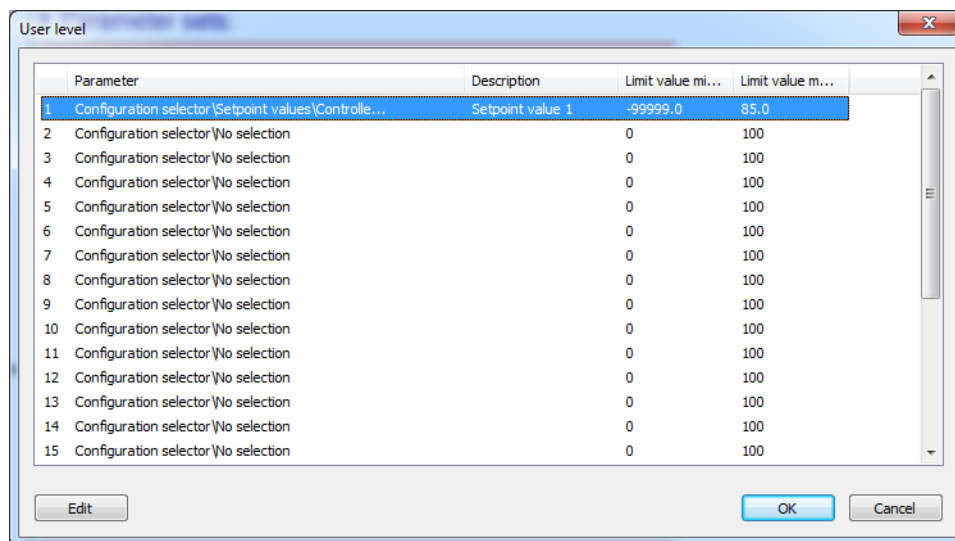 Parameter sets:
User level
Parameter Description Limit value mi... Limit value m...
1 Configuration selector\Setpoint values\Controlle... Setpoint value 1 -99999.0 85.0
2 Configuration selector\No selection 0 100
3 Configuration selector\No selection 0 100
4 Configuration selector\No selection 0 100
5 Configuration selector\No selection 0 100
6 Configuration selector\No selection 0 100
7 Configuration selector\No selection 0 100
8 Configuration selector\No selection 0 100
9 Configuration selector\No selection 0 100
10 Configuration selector\No selection 0 100
11 Configuration selector\No selection 0 100
12 Configuration selector\No selection 0 100
13 Configuration selector\No selection 0 100
14 Configuration selector\No selection 0 100
15 Configuration selector\No selection 0 100
Edit OK Cancel